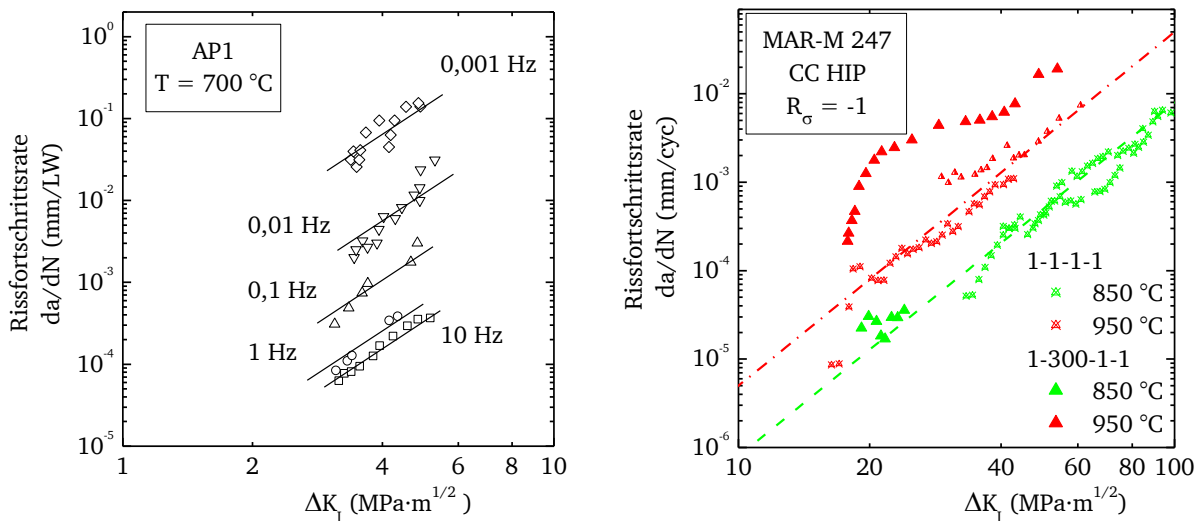 AP1
T = 700 °C
0,001 Hz
0,01 Hz
0,1 Hz
1 Hz
10 Hz
Rissfortschrittsrate
da/dN (mm/LW)
10^0
10^-1
10^-2
10^-3
10^-4
10^-5
1 2 4 6 8 10
ΔK_I (MPa·m^1/2 )
MAR-M 247
CC HIP
R_σ = -1
Rissfortschrittsrate
da/dN (mm/cyc)
10^-2
10^-3
10^-4
10^-5
10^-6
1-1-1-1
850 °C
950 °C
1-300-1-1
850 °C
950 °C
10 20 40 60 80 100
ΔK_I (MPa·m^1/2)